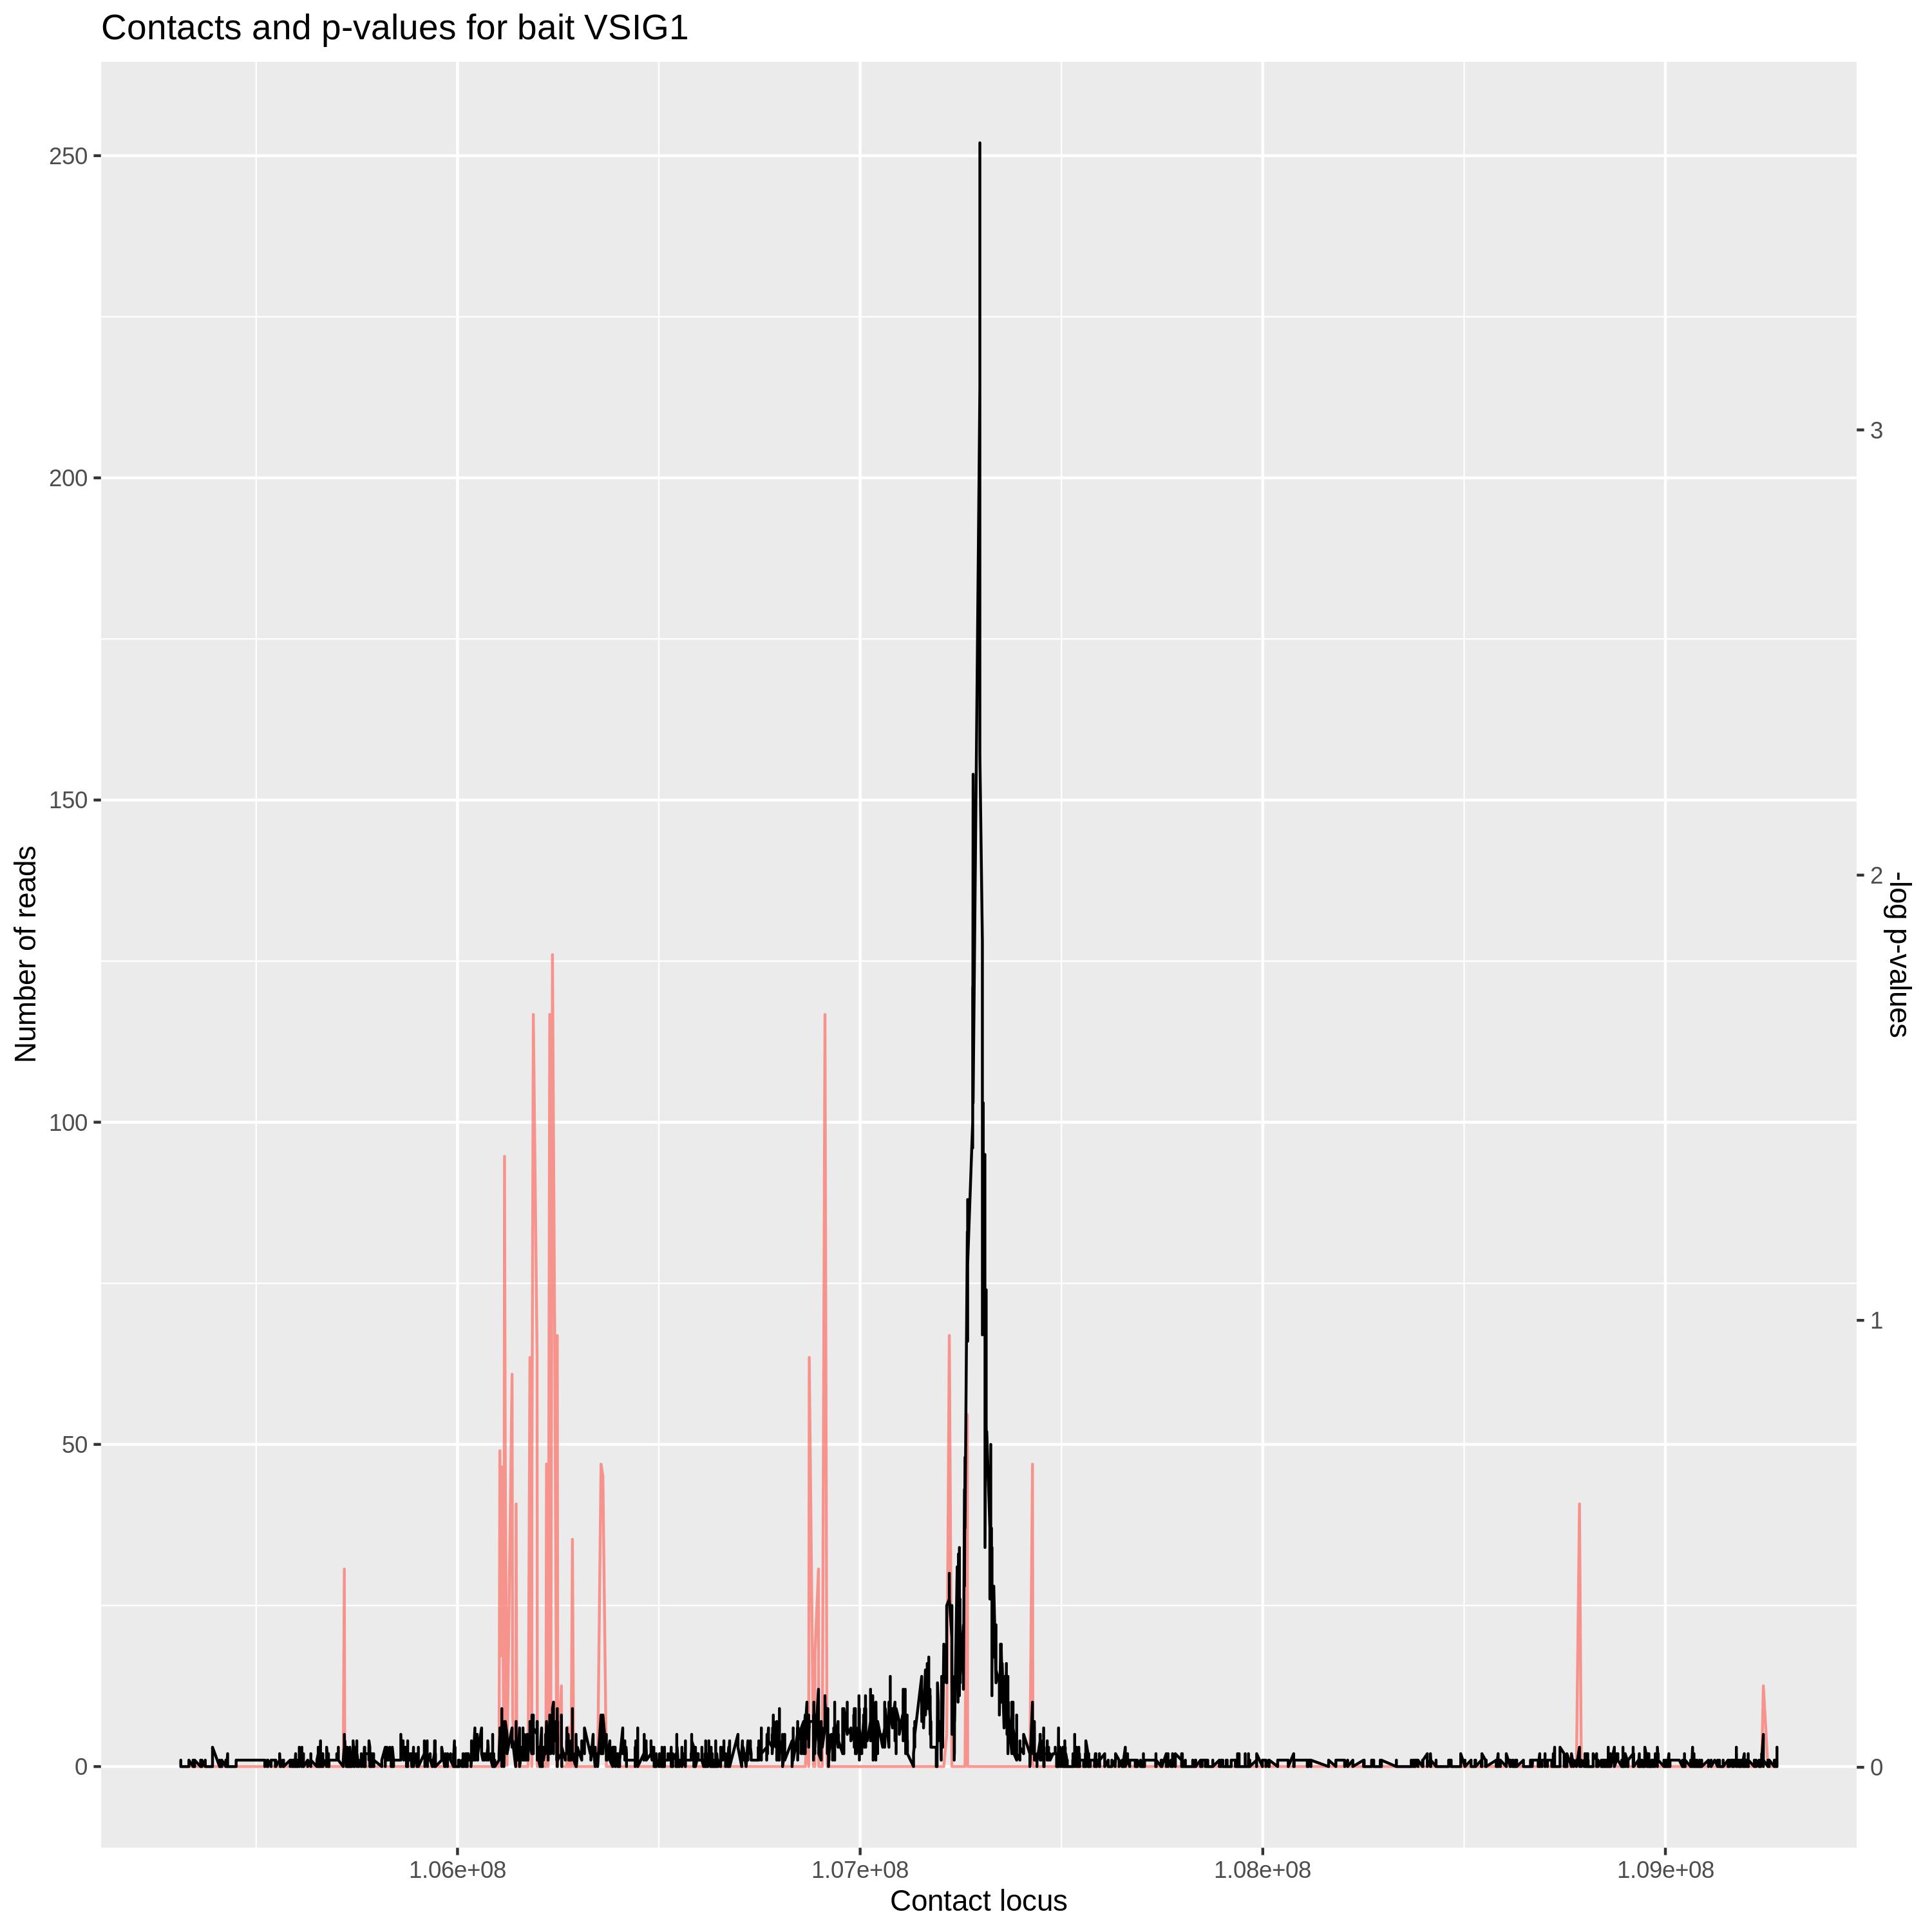 Contacts and p-values for bait VSIG1
250
200
150
100
50
0
Number of reads
3
2
1
0
-log p-values
1.06e+08
1.07e+08
1.08e+08
1.09e+08
Contact locus